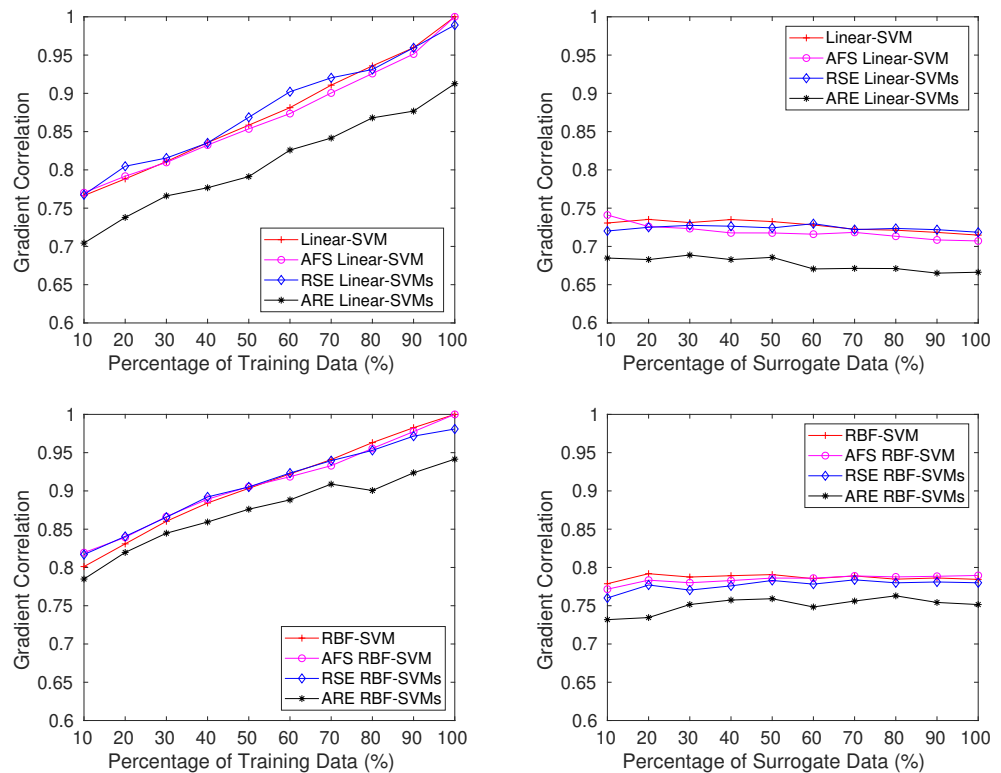 1
0.95
0.9
0.85
0.8
0.75
0.7
0.65
0.6
Gradient Correlation
Linear-SVM
AFS Linear-SVM
RSE Linear-SVMs
ARE Linear-SVMs
10 20 30 40 50 60 70 80 90 100
Percentage of Training Data (%)
1
0.95
0.9
0.85
0.8
0.75
0.7
0.65
0.6
Gradient Correlation
Linear-SVM
AFS Linear-SVM
RSE Linear-SVMs
ARE Linear-SVMs
10 20 30 40 50 60 70 80 90 100
Percentage of Surrogate Data (%)
1
0.95
0.9
0.85
0.8
0.75
0.7
0.65
0.6
Gradient Correlation
RBF-SVM
AFS RBF-SVM
RSE RBF-SVMs
ARE RBF-SVMs
10 20 30 40 50 60 70 80 90 100
Percentage of Training Data (%)
1
0.95
0.9
0.85
0.8
0.75
0.7
0.65
0.6
Gradient Correlation
RBF-SVM
AFS RBF-SVM
RSE RBF-SVMs
ARE RBF-SVMs
10 20 30 40 50 60 70 80 90 100
Percentage of Surrogate Data (%)